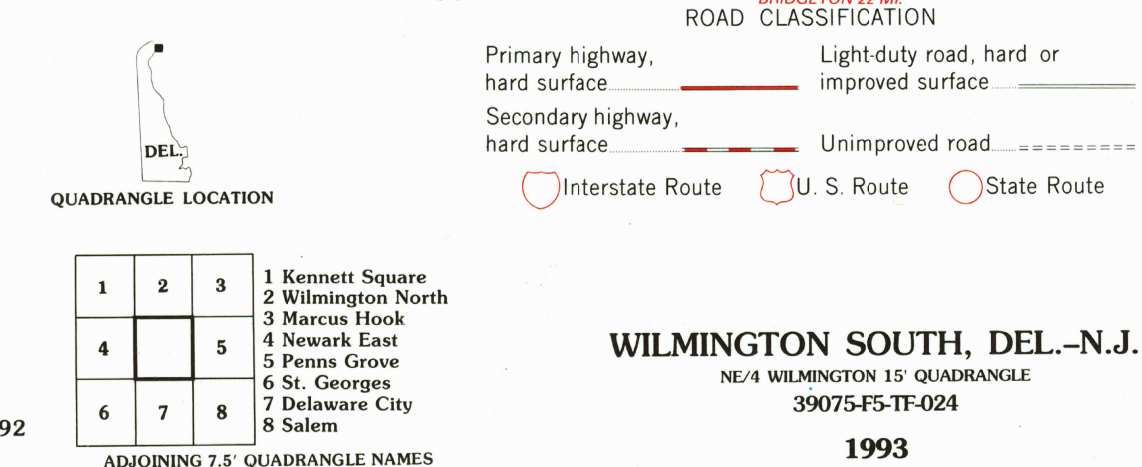 BRIDGETON 22 MI.
ROAD CLASSIFICATION
Primary highway,
hard surface
Light-duty road, hard or
improved surface
Secondary highway,
hard surface
Unimproved road
Interstate Route
U. S. Route
State Route
DEL.
QUADRANGLE LOCATION
1 2 3
4 5
6 7 8
1 Kennett Square
2 Wilmington North
3 Marcus Hook
4 Newark East
5 Penns Grove
6 St. Georges
7 Delaware City
8 Salem
ADJOINING 7.5' QUADRANGLE NAMES
92
WILMINGTON SOUTH, DEL.–N.J.
NE/4 WILMINGTON 15' QUADRANGLE
39075-F5-TF-024
1993